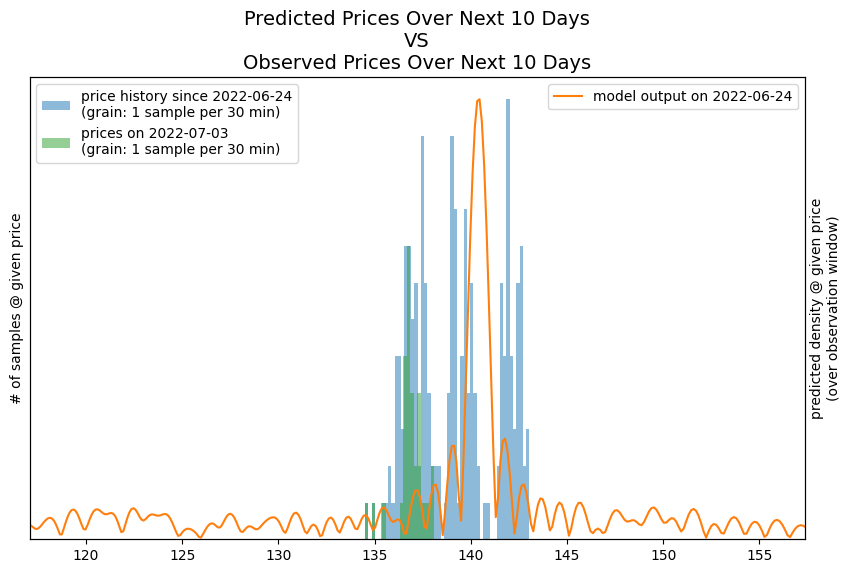 Predicted Prices Over Next 10 Days
VS
Observed Prices Over Next 10 Days
price history since 2022-06-24
(grain: 1 sample per 30 min)
prices on 2022-07-03
(grain: 1 sample per 30 min)
model output on 2022-06-24
# of samples @ given price
predicted density @ given price
(over observation window)
120
125
130
135
140
145
150
155